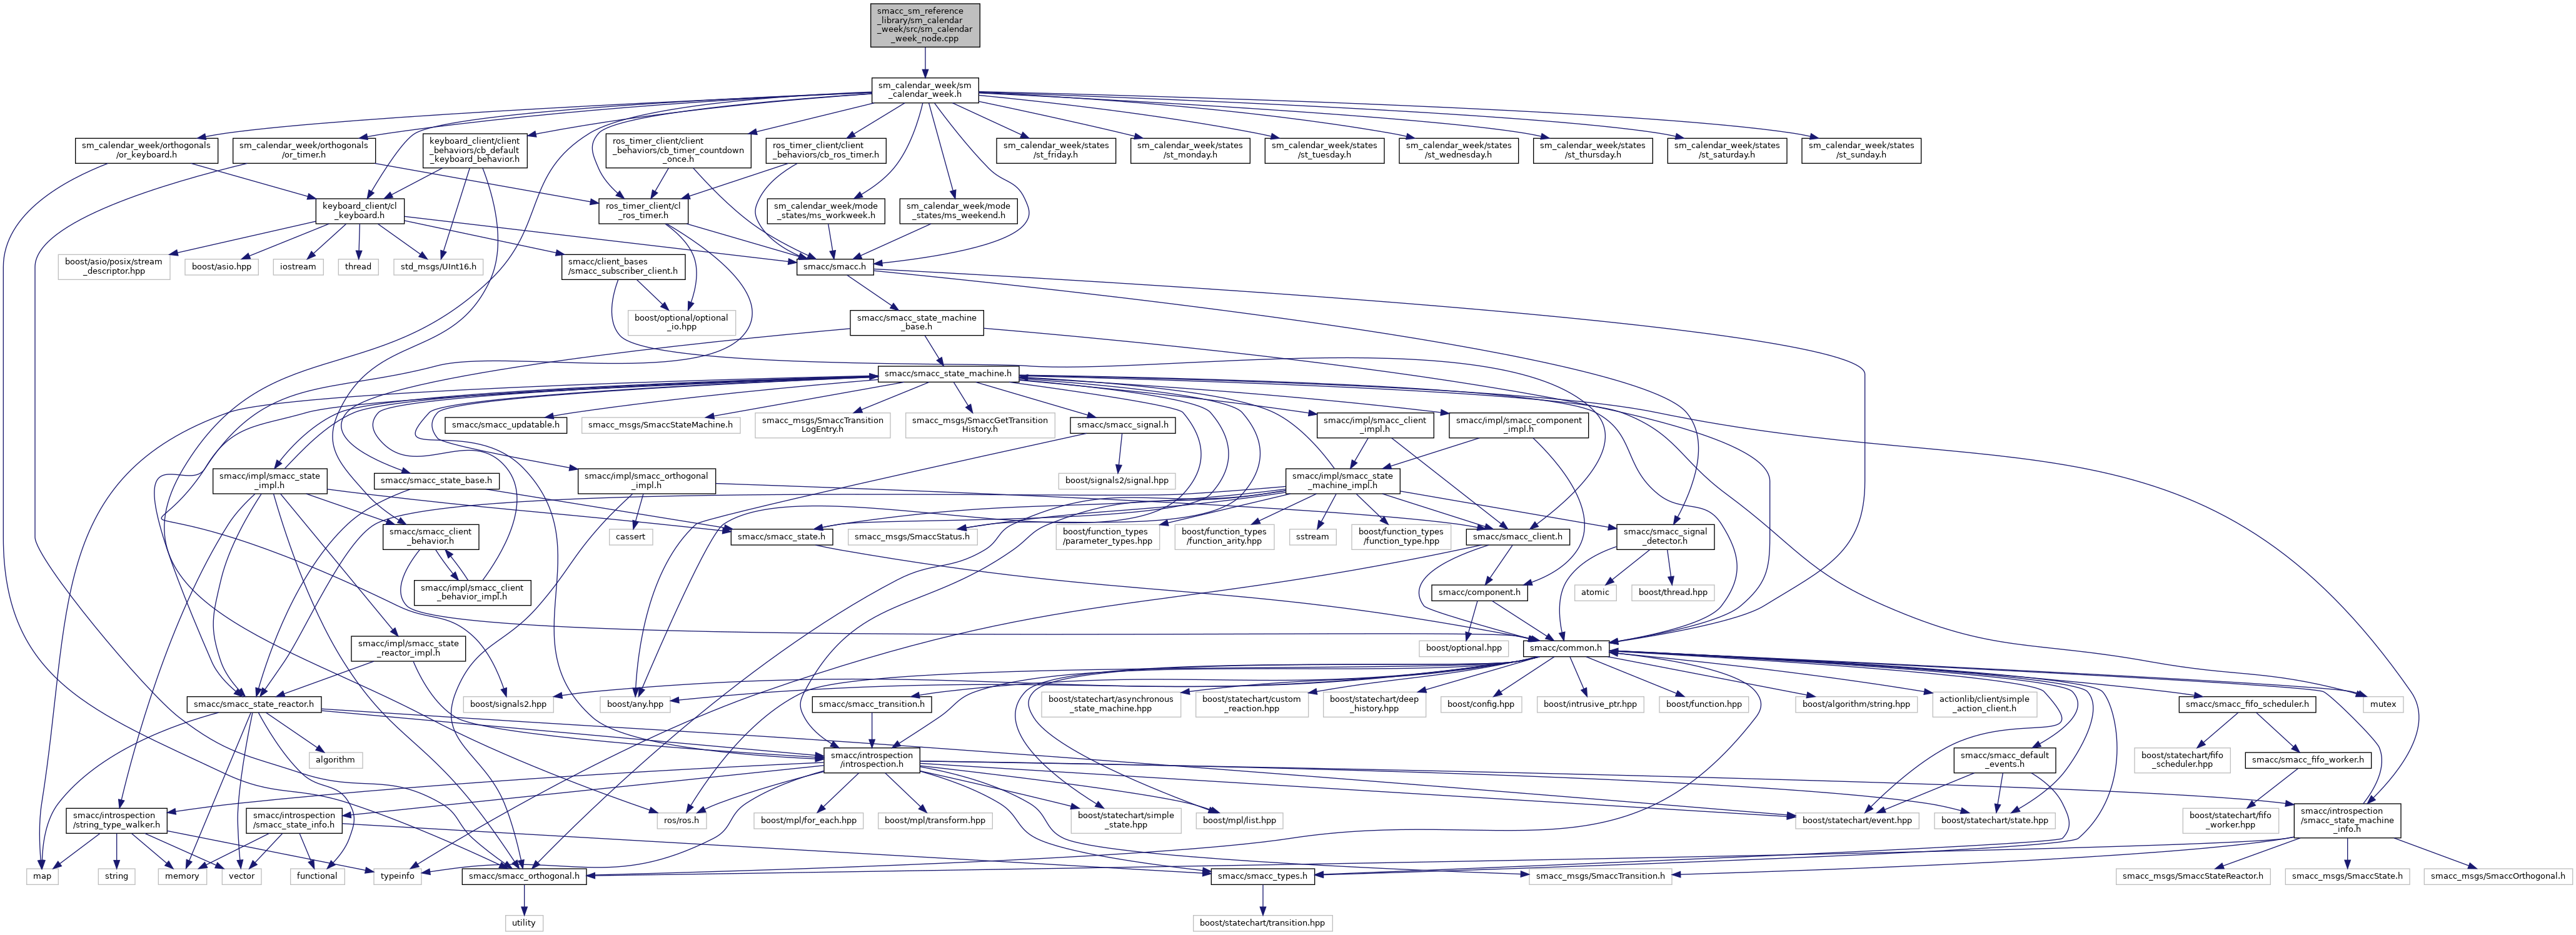 smacc_sm_reference
_library/sm_calendar
_week/src/sm_calendar
_week_node.cpp
sm_calendar_week/sm
_calendar_week.h
sm_calendar_week/orthogonals
/or_keyboard.h
sm_calendar_week/orthogonals
/or_timer.h
keyboard_client/client
_behaviors/cb_default
_keyboard_behavior.h
ros_timer_client/client
_behaviors/cb_timer_countdown
_once.h
ros_timer_client/client
_behaviors/cb_ros_timer.h
sm_calendar_week/states
/st_friday.h
sm_calendar_week/states
/st_monday.h
sm_calendar_week/states
/st_tuesday.h
sm_calendar_week/states
/st_wednesday.h
sm_calendar_week/states
/st_thursday.h
sm_calendar_week/states
/st_saturday.h
sm_calendar_week/states
/st_sunday.h
keyboard_client/cl
_keyboard.h
ros_timer_client/cl
_ros_timer.h
sm_calendar_week/mode
_states/ms_workweek.h
sm_calendar_week/mode
_states/ms_weekend.h
boost/asio/posix/stream
_descriptor.hpp
boost/asio.hpp
iostream
thread
std_msgs/UInt16.h
smacc/client_bases
/smacc_subscriber_client.h
smacc/smacc.h
boost/optional/optional
_io.hpp
smacc/smacc_state_machine
_base.h
smacc/smacc_state_machine.h
smacc/smacc_updatable.h
smacc_msgs/SmaccStateMachine.h
smacc_msgs/SmaccTransition
LogEntry.h
smacc_msgs/SmaccGetTransition
History.h
smacc/smacc_signal.h
smacc/impl/smacc_client
_impl.h
smacc/impl/smacc_component
_impl.h
smacc/impl/smacc_state
_impl.h
smacc/smacc_state_base.h
smacc/impl/smacc_orthogonal
_impl.h
boost/signals2/signal.hpp
smacc/impl/smacc_state
_machine_impl.h
smacc/smacc_client
_behavior.h
cassert
smacc/smacc_state.h
smacc_msgs/SmaccStatus.h
boost/function_types
/parameter_types.hpp
boost/function_types
/function_arity.hpp
sstream
boost/function_types
/function_type.hpp
smacc/smacc_client.h
smacc/smacc_signal
_detector.h
smacc/impl/smacc_client
_behavior_impl.h
smacc/component.h
atomic
boost/thread.hpp
smacc/impl/smacc_state
_reactor_impl.h
boost/optional.hpp
smacc/common.h
smacc/smacc_state_reactor.h
boost/signals2.hpp
boost/any.hpp
smacc/smacc_transition.h
boost/statechart/asynchronous
_state_machine.hpp
boost/statechart/custom
_reaction.hpp
boost/statechart/deep
_history.hpp
boost/config.hpp
boost/intrusive_ptr.hpp
boost/function.hpp
boost/algorithm/string.hpp
actionlib/client/simple
_action_client.h
smacc/smacc_fifo_scheduler.h
mutex
algorithm
smacc/introspection
/introspection.h
smacc/smacc_default
_events.h
boost/statechart/fifo
_scheduler.hpp
smacc/smacc_fifo_worker.h
smacc/introspection
/string_type_walker.h
smacc/introspection
/smacc_state_info.h
ros/ros.h
boost/mpl/for_each.hpp
boost/mpl/transform.hpp
boost/statechart/simple
_state.hpp
boost/mpl/list.hpp
boost/statechart/event.hpp
boost/statechart/state.hpp
boost/statechart/fifo
_worker.hpp
smacc/introspection
/smacc_state_machine
_info.h
map
string
memory
vector
functional
typeinfo
smacc/smacc_orthogonal.h
smacc/smacc_types.h
smacc_msgs/SmaccTransition.h
smacc_msgs/SmaccStateReactor.h
smacc_msgs/SmaccState.h
smacc_msgs/SmaccOrthogonal.h
utility
boost/statechart/transition.hpp